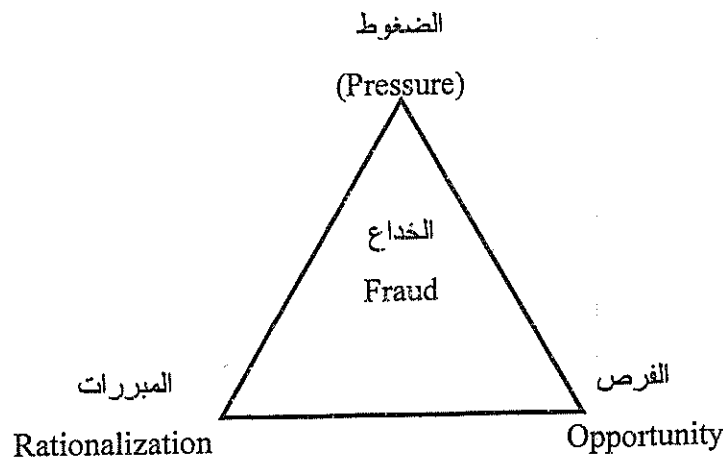 الضغوط
(Pressure)
الخداع
Fraud
المبررات
الفرص
Rationalization
Opportunity